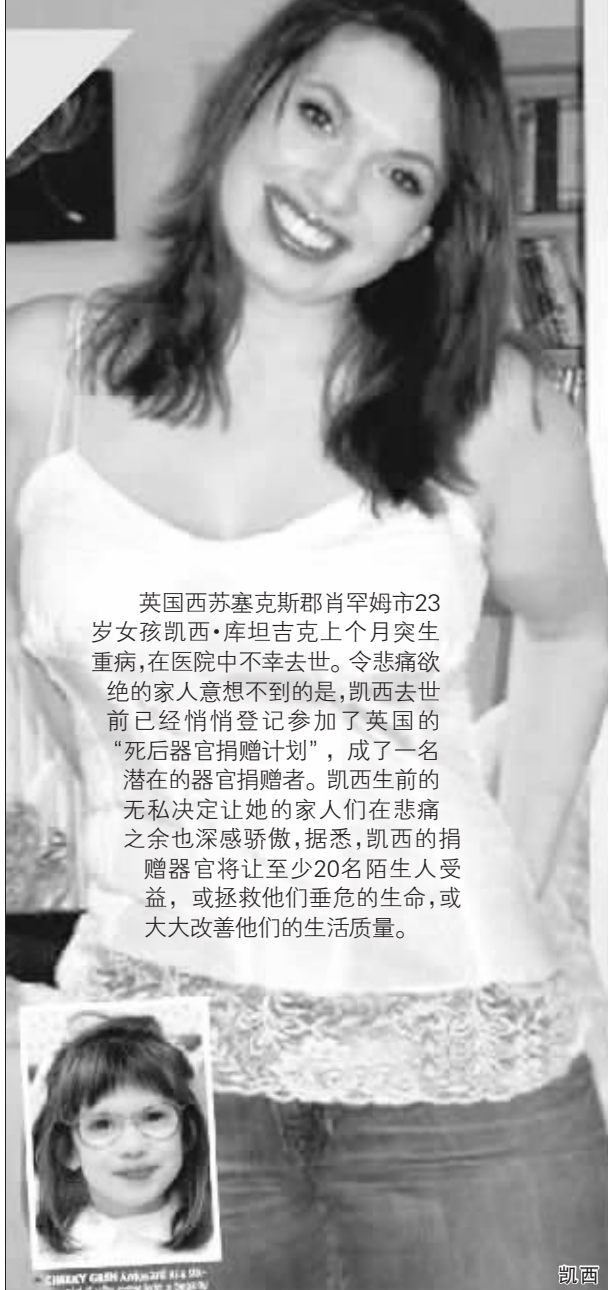 英国西苏塞克斯郡肖罕姆市23
岁女孩凯西•库坦吉克上个月突生
重病,在医院中不幸去世。令悲痛欲
绝的家人意想不到的是,凯西去世
前已经悄悄登记参加了英国的
“死后器官捐赠计划”，成了一名
潜在的器官捐赠者。凯西生前的
无私决定让她的家人们在悲痛
之余也深感骄傲,据悉,凯西的捐
赠器官将让至少20名陌生人受
益，或拯救他们垂危的生命,或
大大改善他们的生活质量。
凯西